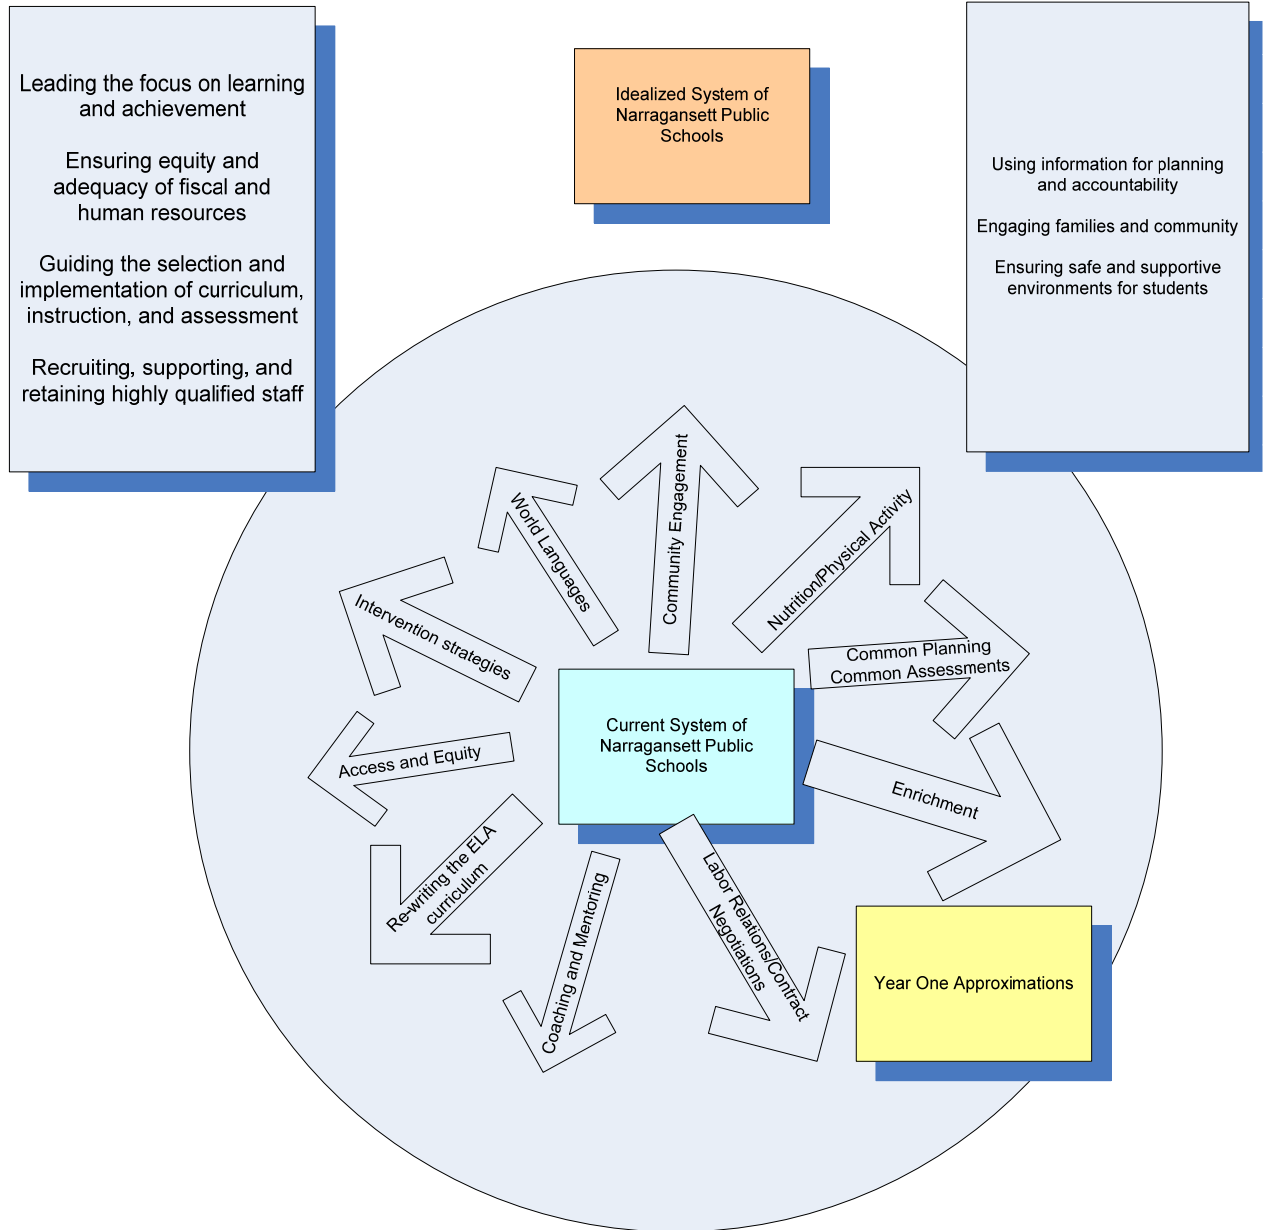 Leading the focus on learning
and achievement
Ensuring equity and
adequacy of fiscal and
human resources
Guiding the selection and
implementation of curriculum,
instruction, and assessment
Recruiting, supporting, and
retaining highly qualified staff
Idealized System of
Narragansett Public
Schools
Using information for planning
and accountability
Engaging families and community
Ensuring safe and supportive
environments for students
World Languages
Community Engagement
Nutrition/Physical Activity
Intervention strategies
Common Planning
Common Assessments
Current System of
Narragansett Public
Schools
Access and Equity
Enrichment
Re-writing the ELA
curriculum
Coaching and Mentoring
Labor Relations/Contract
Negotiations
Year One Approximations